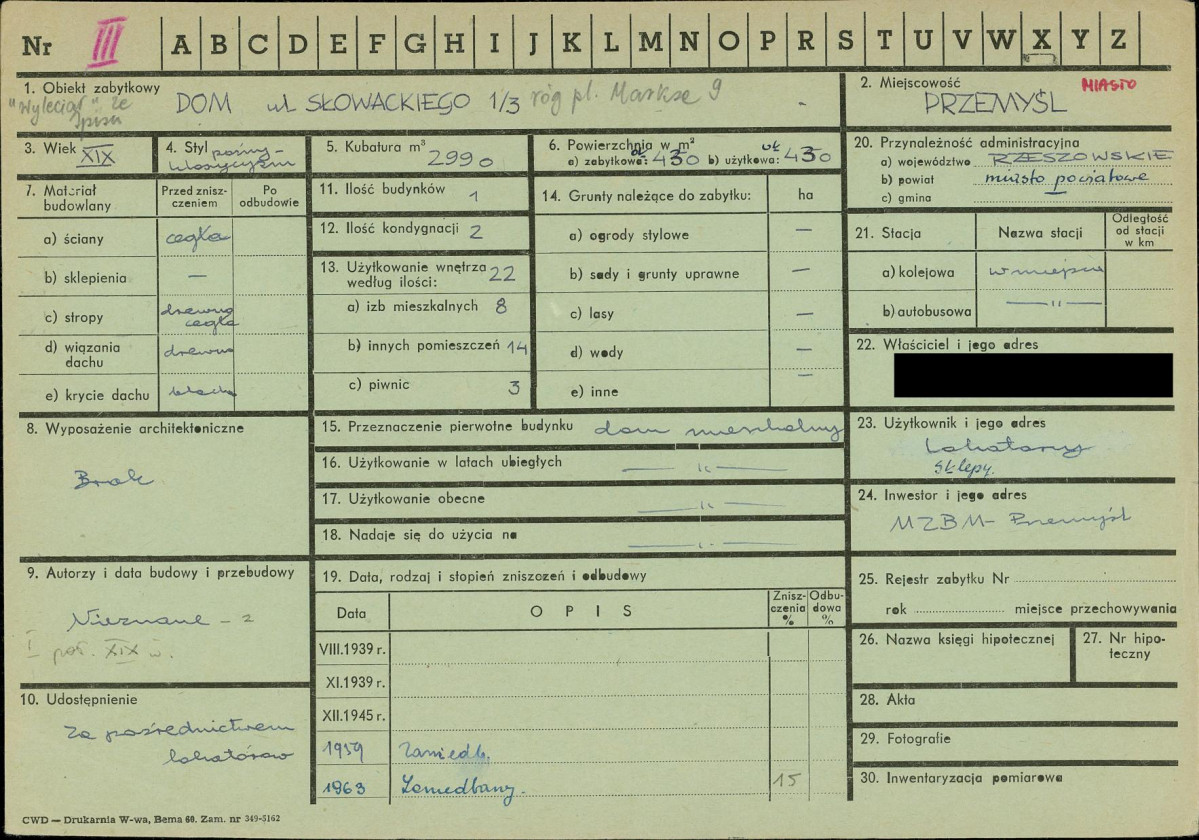 Nr III A B C D E F G H I J K L M N O P R S T U V W X Y Z
1. Obiekt zabytkowy
"Wyleciał" ze spisu
DOM ul. SŁOWACKIEGO 1/3 róg pl. Markse 9
2. Miejscowość MIASTO
PRZEMYŚL
3. Wiek XIX
4. Styl późny klasycyzm
5. Kubatura m³ 2990
6. Powierzchnia w m²
a) zabytkowa: ok 430 b) użytkowa: ok 430
20. Przynależność administracyjna
a) województwo RZESZOWSKIE
b) powiat miasto powiatowe
c) gmina —
7. Materiał budowlany
Przed zniszczeniem
Po odbudowie
a) ściany cegła
b) sklepienia —
c) stropy drewno cegła
d) wiązania dachu drewno
e) krycie dachu blacha
11. Ilość budynków 1
12. Ilość kondygnacji 2
13. Użytkowanie wnętrza według ilości: 22
a) izb mieszkalnych 8
b) innych pomieszczeń 14
c) piwnic 3
14. Grunty należące do zabytku: ha
a) ogrody stylowe —
b) sady i grunty uprawne —
c) lasy —
d) wody —
e) inne —
21. Stacja
Nazwa stacji
Odległość od stacji w km
a) kolejowa w miejscu
b) autobusowa —"—
22. Właściciel i jego adres
8. Wyposażenie architektoniczne
Brak
15. Przeznaczenie pierwotne budynku dom mieszkalny
16. Użytkowanie w latach ubiegłych —"—
17. Użytkowanie obecne —"—
18. Nadaje się do użycia na —"—
23. Użytkownik i jego adres
Lokatorzy
Sklepy.
24. Inwestor i jego adres
MZBM - Przemyśl
9. Autorzy i data budowy i przebudowy
Nieznane - z
I poł. XIX w.
19. Data, rodzaj i stopień zniszczeń i odbudowy
Data
OPIS
Zniszczenia %
Odbudowa %
VIII.1939 r.
XI.1939 r.
XII.1945 r.
1959 Zaniedb.
1963 Zaniedbany. 15
25. Rejestr zabytku Nr
rok miejsce przechowywania
26. Nazwa księgi hipotecznej
27. Nr hipoteczny
10. Udostępnienie
Za pośrednictwem
lokatorów
28. Akta
29. Fotografie
30. Inwentaryzacja pomiarowa
CWD — Drukarnia W-wa, Bema 60. Zam. nr 349-5162